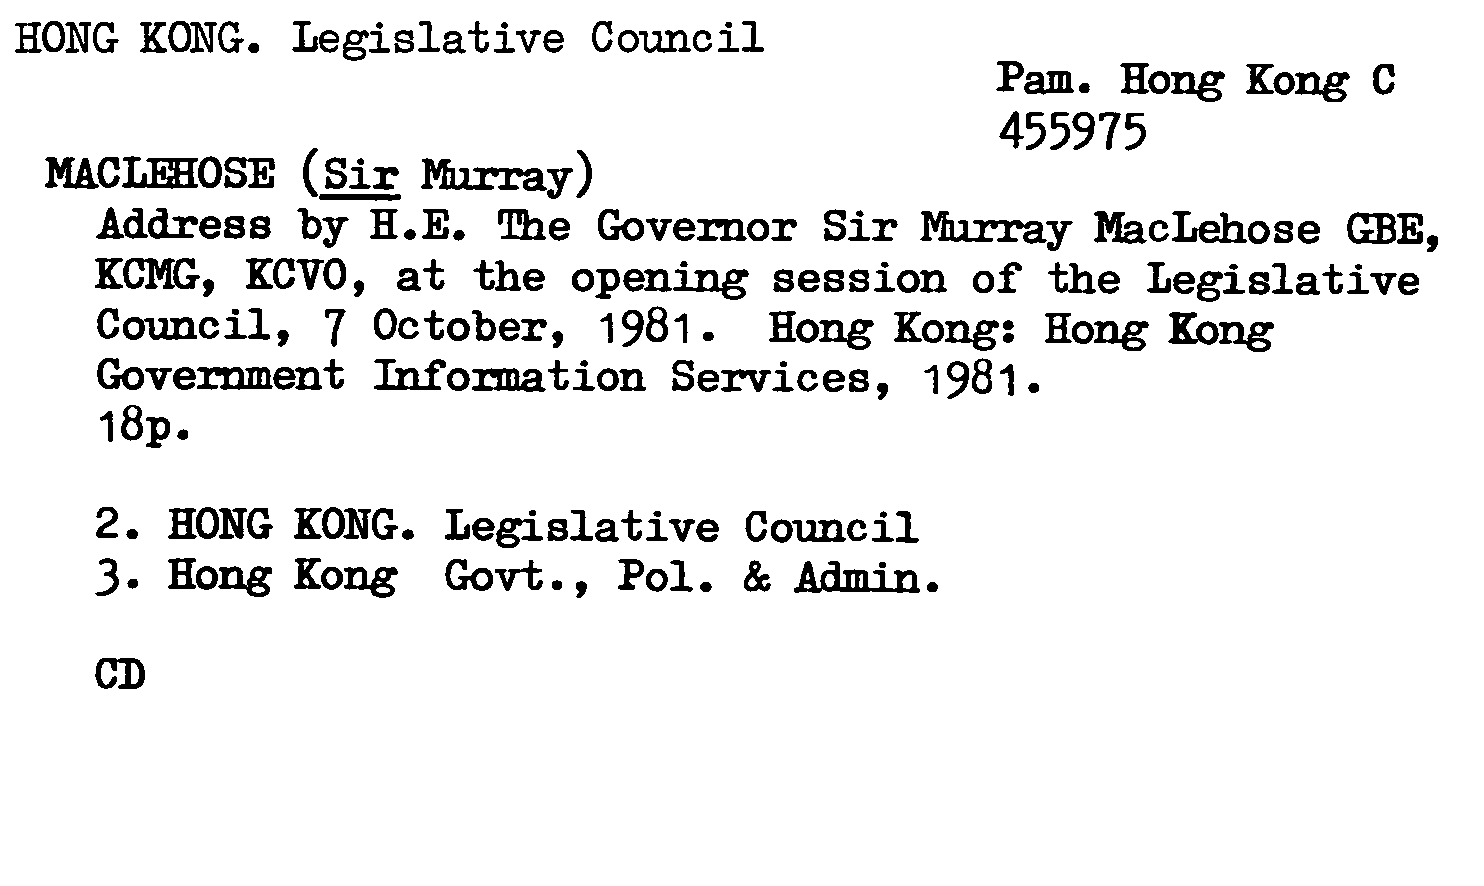 HONG KONG. Legislative Council
Pam. Hong Kong C
455975
MACLEHOSE (Sir Murray)
Address by H.E. The Governor Sir Murray MacLehose GBE,
KCMG, KCVO, at the opening session of the Legislative
Council, 7 October, 1981. Hong Kong: Hong Kong
Government Information Services, 1981.
18p.
2. HONG KONG. Legislative Council
3. Hong Kong Govt., Pol. & Admin.
CD